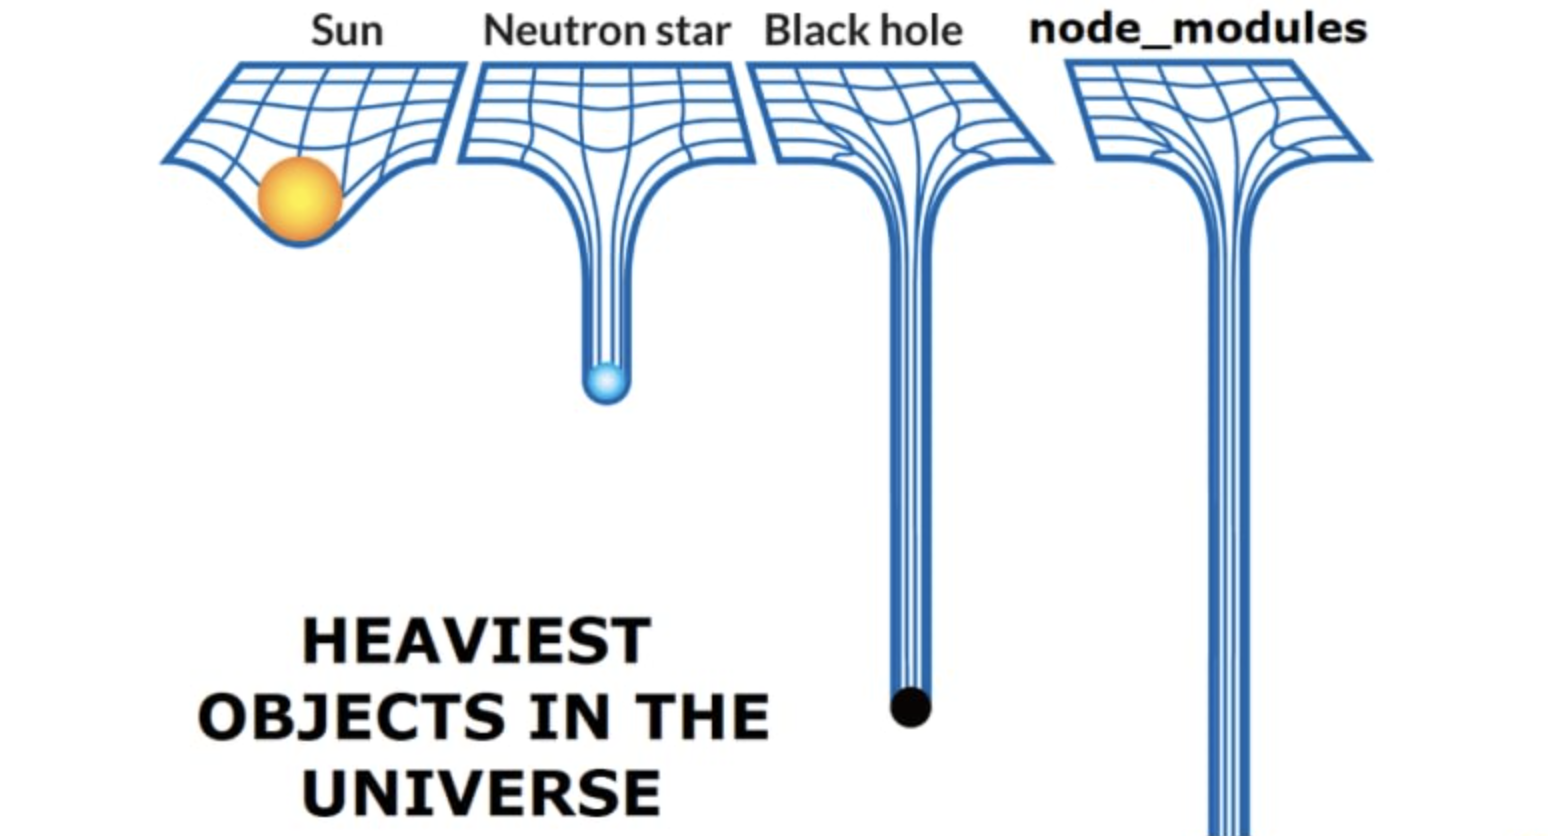 Sun
Neutron star
Black hole
node_modules
HEAVIEST
OBJECTS IN THE
UNIVERSE